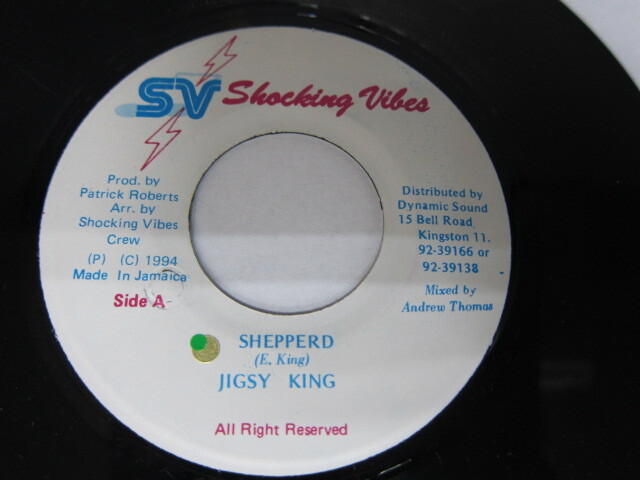 SV Shocking Vibes
Prod. by
Patrick Roberts
Arr. by
Shocking Vibes
Crew
(P) (C) 1994
Made In Jamaica
Side A
Distributed by
Dynamic Sound
15 Bell Road
Kingston 11.
92-39166 or
92-39138
Mixed by
Andrew Thomas
SHEPPERD
(E. King)
JIGSY KING
All Right Reserved